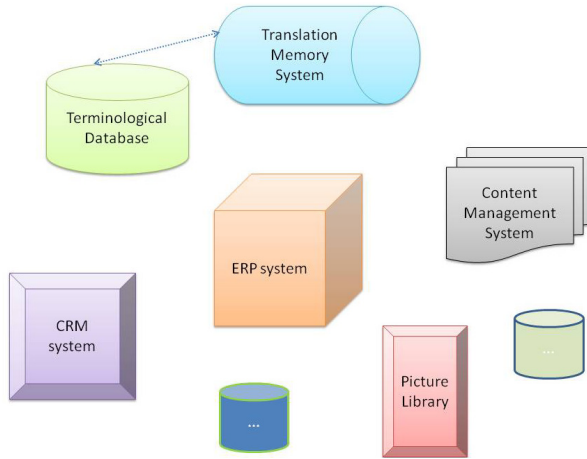 Translation
Memory
System
Terminological
Database
Content
Management
System
ERP system
CRM
system
Picture
Library
...
...